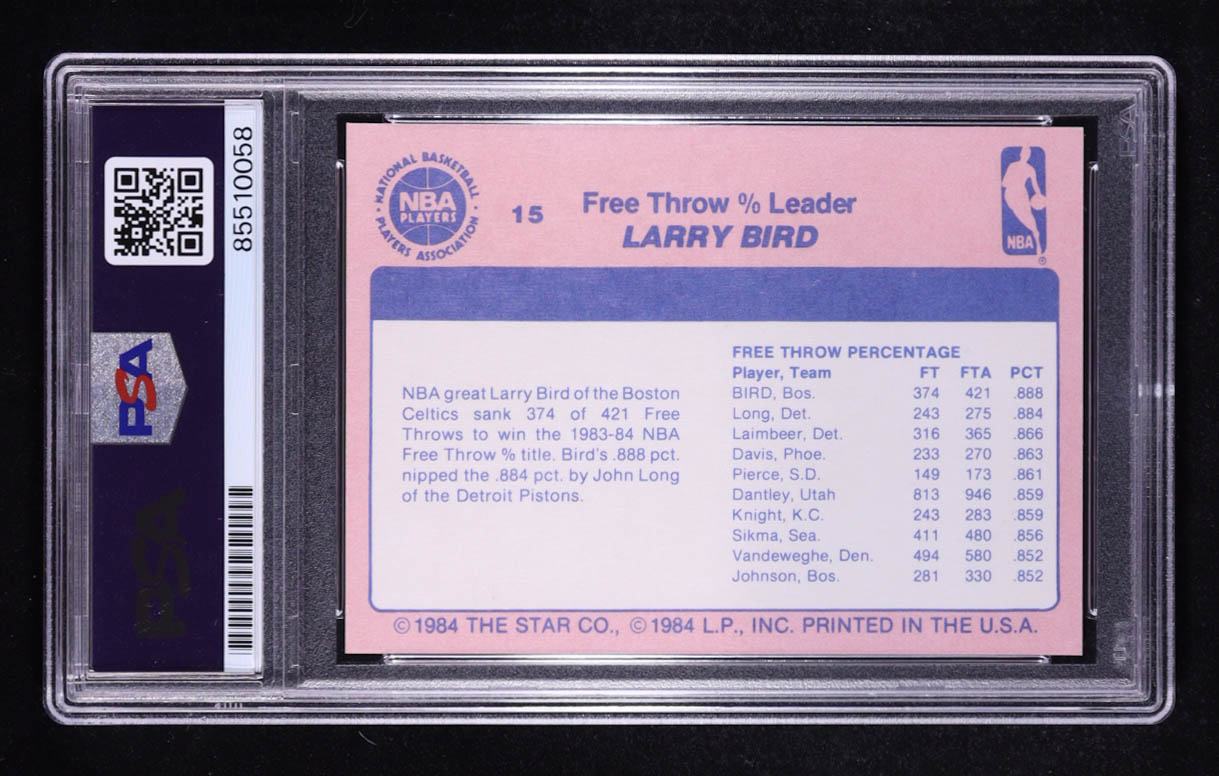 85510058
PSA
PSA
NATIONAL BASKETBALL
NBA
PLAYERS
PLAYERS ASSOCIATION
15
Free Throw % Leader
LARRY BIRD
NBA
®
NBA great Larry Bird of the Boston
Celtics sank 374 of 421 Free
Throws to win the 1983-84 NBA
Free Throw % title. Bird's .888 pct.
nipped the .884 pct. by John Long
of the Detroit Pistons.
FREE THROW PERCENTAGE
Player, Team FT FTA PCT
BIRD, Bos. 374 421 .888
Long, Det. 243 275 .884
Laimbeer, Det. 316 365 .866
Davis, Phoe. 233 270 .863
Pierce, S.D. 149 173 .861
Dantley, Utah 813 946 .859
Knight, K.C. 243 283 .859
Sikma, Sea. 411 480 .856
Vandeweghe, Den. 494 580 .852
Johnson, Bos. 281 330 .852
©1984 THE STAR CO., ©1984 L.P., INC. PRINTED IN THE U.S.A.